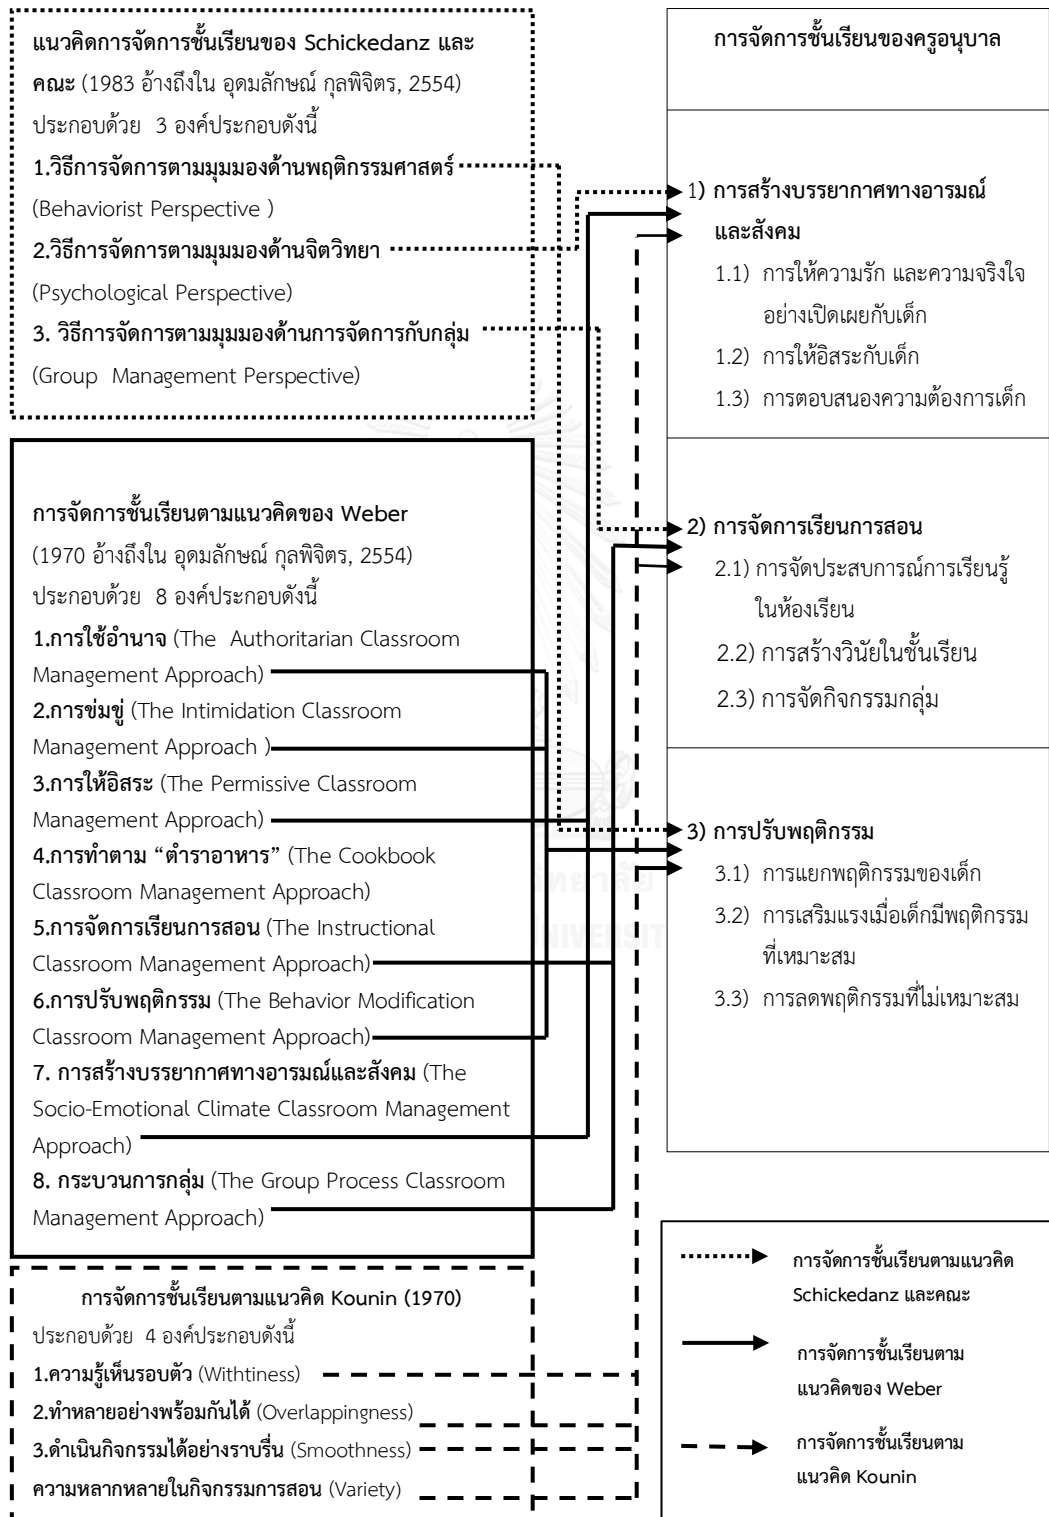 แนวคิดการจัดการชั้นเรียนของ Schickedanz และ
คณะ (1983 อ้างถึงใน อุดมลักษณ์ กุลพิจิตร, 2554)
ประกอบด้วย 3 องค์ประกอบดังนี้
1.วิธีการจัดการตามมุมมองด้านพฤติกรรมศาสตร์
(Behaviorist Perspective )
2.วิธีการจัดการตามมุมมองด้านจิตวิทยา
(Psychological Perspective)
3. วิธีการจัดการตามมุมมองด้านการจัดการกับกลุ่ม
(Group Management Perspective)
การจัดการชั้นเรียนตามแนวคิดของ Weber
(1970 อ้างถึงใน อุดมลักษณ์ กุลพิจิตร, 2554)
ประกอบด้วย 8 องค์ประกอบดังนี้
1.การใช้อำนาจ (The Authoritarian Classroom
Management Approach)
2.การข่มขู่ (The Intimidation Classroom
Management Approach )
3.การให้อิสระ (The Permissive Classroom
Management Approach)
4.การทำตาม “ตำราอาหาร” (The Cookbook
Classroom Management Approach)
5.การจัดการเรียนการสอน (The Instructional
Classroom Management Approach)
6.การปรับพฤติกรรม (The Behavior Modification
Classroom Management Approach)
7. การสร้างบรรยากาศทางอารมณ์และสังคม (The
Socio-Emotional Climate Classroom Management
Approach)
8. กระบวนการกลุ่ม (The Group Process Classroom
Management Approach)
การจัดการชั้นเรียนตามแนวคิด Kounin (1970)
ประกอบด้วย 4 องค์ประกอบดังนี้
1.ความรู้เห็นรอบตัว (Withtiness)
2.ทำหลายอย่างพร้อมกันได้ (Overlappingness)
3.ดำเนินกิจกรรมได้อย่างราบรื่น (Smoothness)
ความหลากหลายในกิจกรรมการสอน (Variety)
การจัดการชั้นเรียนของครูอนุบาล
1) การสร้างบรรยากาศทางอารมณ์
และสังคม
1.1) การให้ความรัก และความจริงใจ
อย่างเปิดเผยกับเด็ก
1.2) การให้อิสระกับเด็ก
1.3) การตอบสนองความต้องการเด็ก
2) การจัดการเรียนการสอน
2.1) การจัดประสบการณ์การเรียนรู้
ในห้องเรียน
2.2) การสร้างวินัยในชั้นเรียน
2.3) การจัดกิจกรรมกลุ่ม
3) การปรับพฤติกรรม
3.1) การแยกพฤติกรรมของเด็ก
3.2) การเสริมแรงเมื่อเด็กมีพฤติกรรม
ที่เหมาะสม
3.3) การลดพฤติกรรมที่ไม่เหมาะสม
การจัดการชั้นเรียนตามแนวคิด
Schickedanz และคณะ
การจัดการชั้นเรียนตาม
แนวคิดของ Weber
การจัดการชั้นเรียนตาม
แนวคิด Kounin